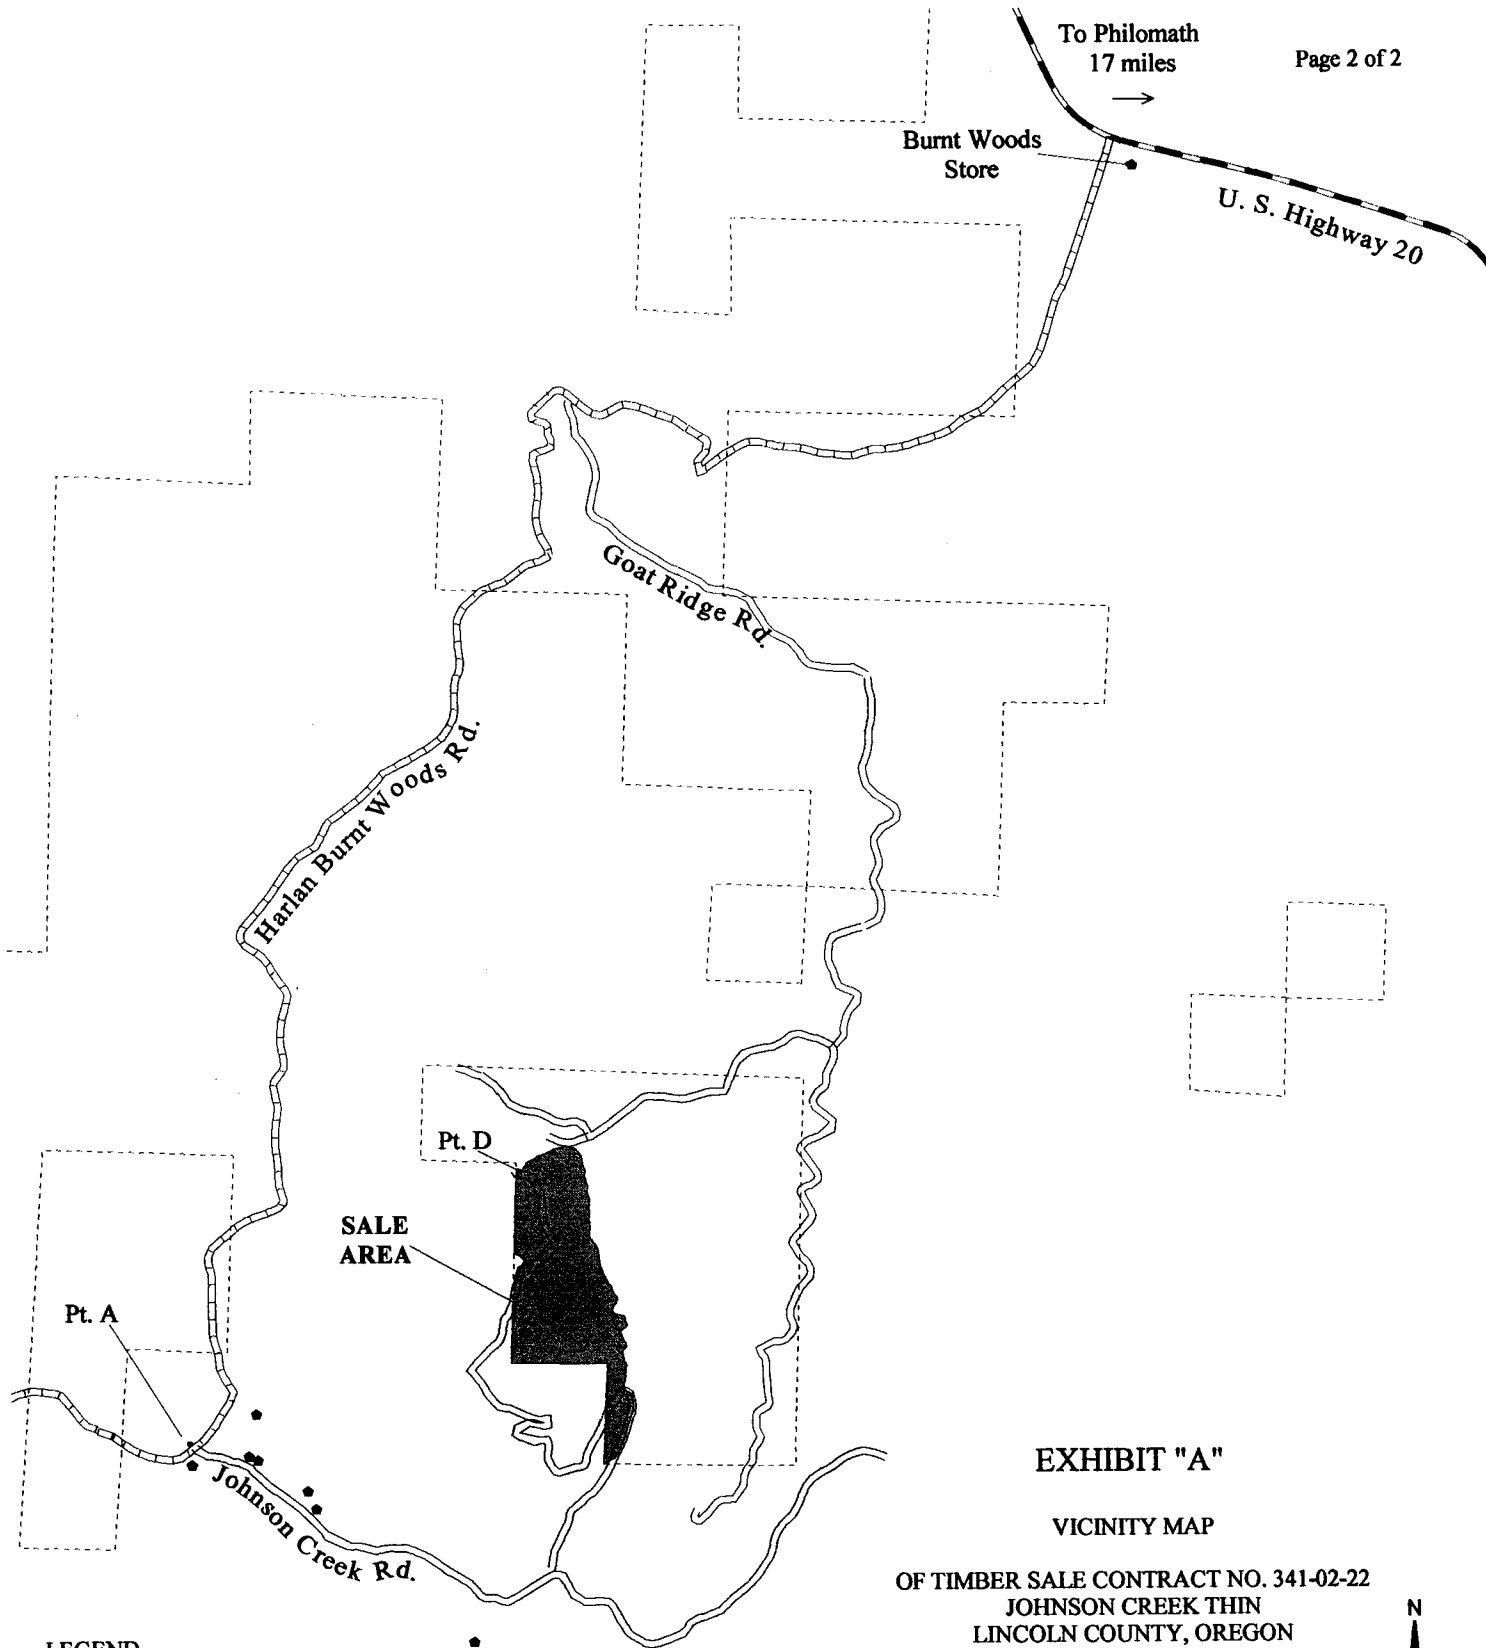 To Philomath
17 miles
Page 2 of 2
Burnt Woods
Store
U. S. Highway 20
Goat Ridge Rd.
Harlan Burnt Woods Rd.
Pt. D
SALE
AREA
Pt. A
Johnson Creek Rd.
EXHIBIT "A"
VICINITY MAP
OF TIMBER SALE CONTRACT NO. 341-02-22
JOHNSON CREEK THIN
LINCOLN COUNTY, OREGON
N
LEGEND